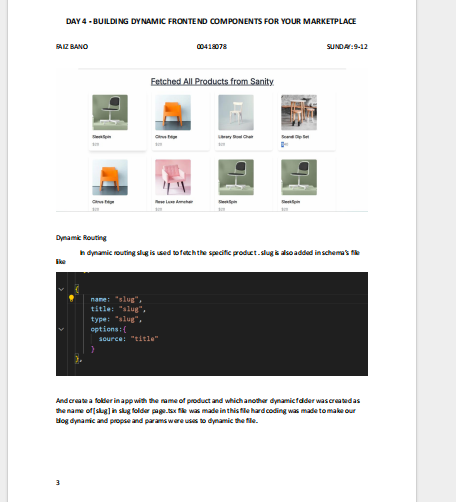 DAY 4 - BUILDING DYNAMIC FRONTEND COMPONENTS FOR YOUR MARKETPLACE
FAIZ BANO 00418078 SUNDAY: 9-12
Fetched All Products from Sanity
SleekSpin Citrus Edge Library Stool Chair Scandi Dip Set
$20 $20 $20
Citrus Edge Rose Luxe Armchair SleekSpin SleekSpin
$20 $20 $20 $20
Dynamic Routing
In dynamic routing slug is used to fetch the specific product . slug is also added in schema's file
like
{
name: "slug",
title: "slug",
type: "slug",
options:{
source: "title"
}
},
And create a folder in app with the name of product and which another dynamic folder was created as
the name of [slug] in slug folder page.tsx file was made in this file hard coding was made to make our
blog dynamic and propse and params were uses to dynamic the file.
3